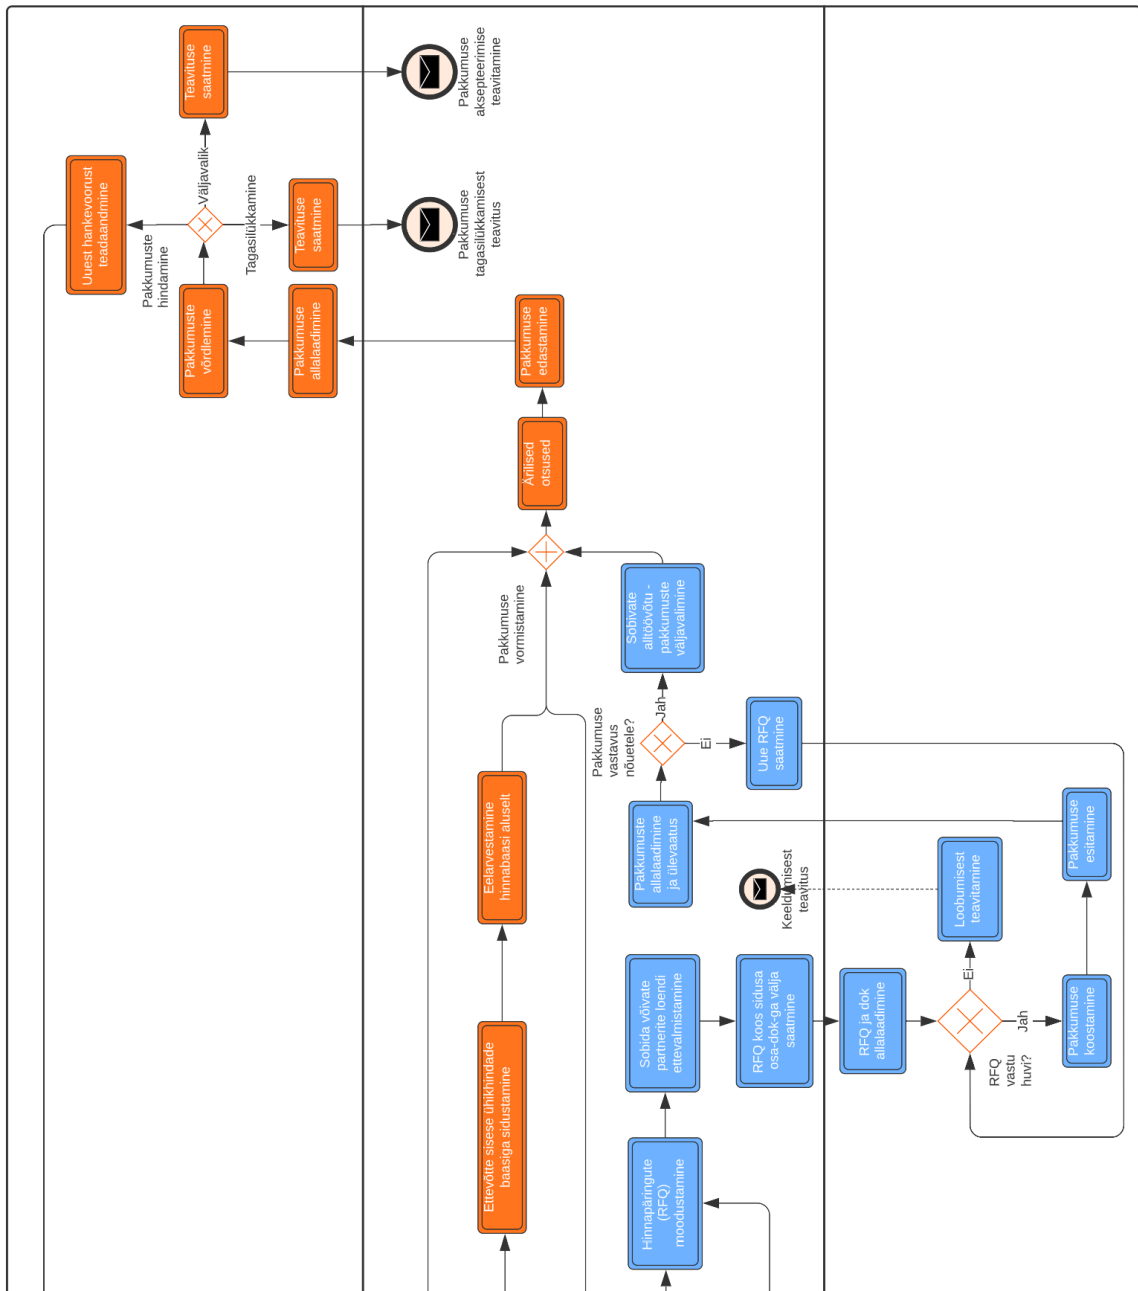 Teavituse
saatmine
Pakkumuse
aksepteerimise
teavitamine
Väljavalik
Uuest hankevoorust
teadaandmine
Pakkumuste
hindamine
Tagasilükkamine
Teavituse
saatmine
Pakkumuse
tagasilükkamisest
teavitus
Pakkumuste
võrdlemine
Pakkumuse
allalaadimine
Pakkumuse
edastamine
Ärilised
otsused
Pakkumuse
vormistamine
Sobivate
alltöövõtu -
pakkumuste
väljavalimine
Pakkumuse
vastavus
nõuetele?
Jah
Ei
Uue RFQ
saatmine
Eelarvestamine
hinnabaasi aluselt
Pakkumuste
allalaadimine
ja ülevaatus
Pakkumuse
esitamine
Keeldumisest
teavitus
Loobumisest
teavitamine
Ettevõtte sisese ühikhindade
baasiga sidustamine
Sobida võivate
partnerite loendi
ettevalmistamine
RFQ koos sidusa
osa-dok-ga välja
saatmine
RFQ ja dok
allalaadimine
Ei
Jah
RFQ
vastu
huvi?
Pakkumuse
koostamine
Hinnapäringute
(RFQ)
moodustamine